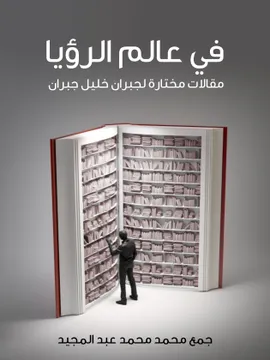 في عالم الرؤيا
مقالات مختارة لجبران خليل جبران
جمع محمد محمد عبد المجيد